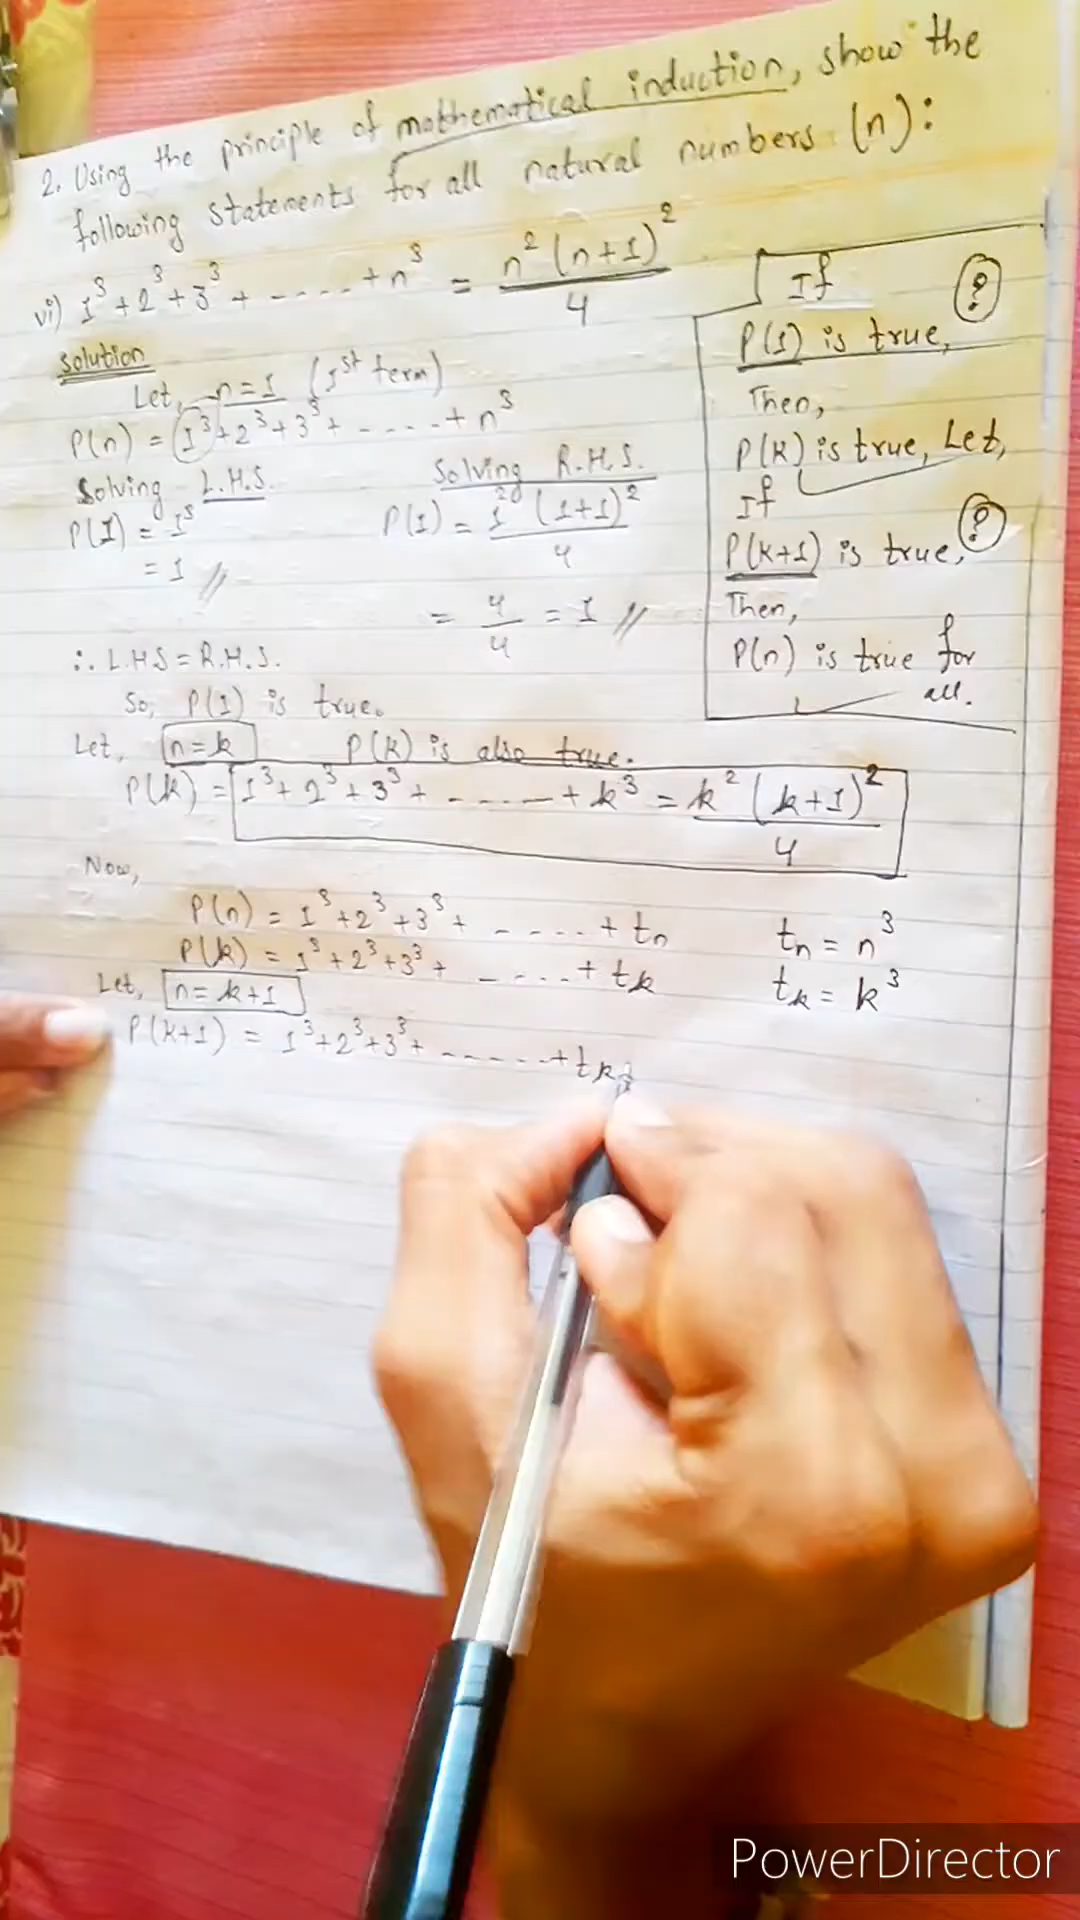 2. Using the principle of mathematical induction, show the
following statements for all natural numbers (n):
vi) 1³ + 2³ + 3³ + ----- + n³ = n² (n+1)² / 4
Solution
Let, n = 1 (1st term)
P(n) = 1³ + 2³ + 3³ + ----- + n³
Solving L.H.S.
P(1) = 1³
= 1 //
Solving R.H.S.
P(1) = 1² (1+1)² / 4
= 4/4 = 1 //
∴ L.H.S = R.H.S.
So, P(1) is true.
Let, n = k P(k) is also true.
P(k) = 1³ + 2³ + 3³ + ----- + k³ = k² (k+1)² / 4
Now,
P(n) = 1³ + 2³ + 3³ + ----- + tn tn = n³
P(k) = 1³ + 2³ + 3³ + ----- + tk tk = k³
Let, n = k+1
P(k+1) = 1³ + 2³ + 3³ + ------ + tk
If ?
P(1) is true,
Then,
P(k) is true, Let,
If ?
P(k+1) is true,
Then,
P(n) is true for
all.
PowerDirector